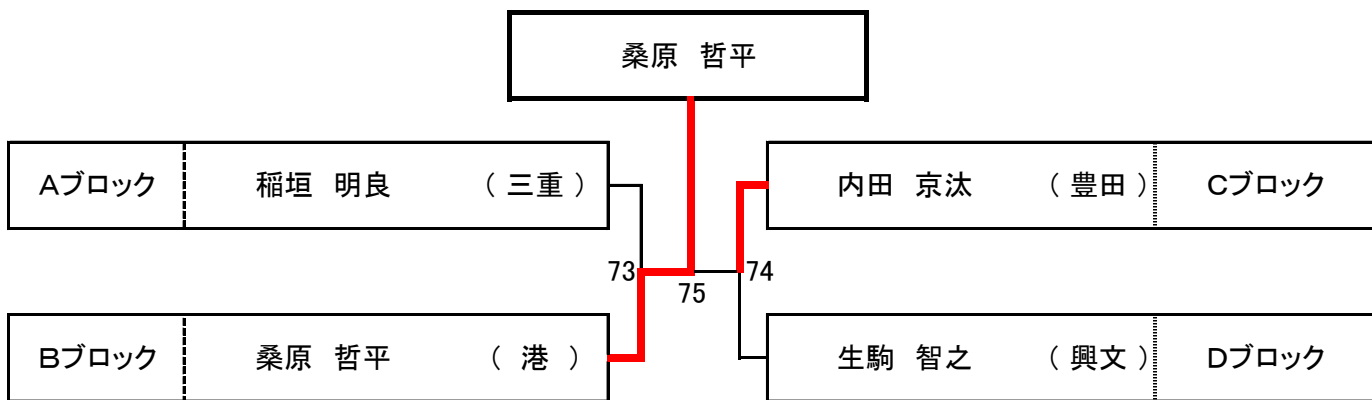 桑原 哲平
Aブロック 稲垣 明良 （ 三重 ） 内田 京汰 （ 豊田 ） Cブロック
73 74
75
Bブロック 桑原 哲平 （ 港 ） 生駒 智之 （ 興文 ） Dブロック